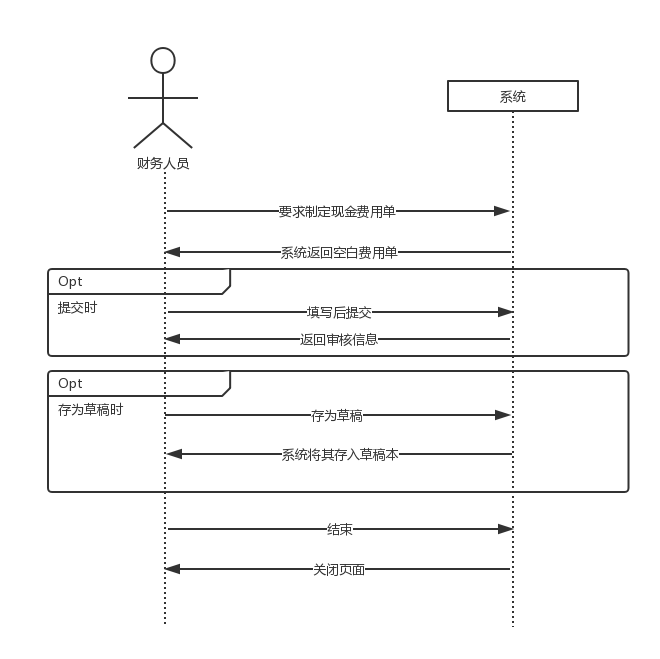 系统
财务人员
要求制定现金费用单
系统返回空白费用单
Opt
提交时
填写后提交
返回审核信息
Opt
存为草稿时
存为草稿
系统将其存入草稿本
结束
关闭页面